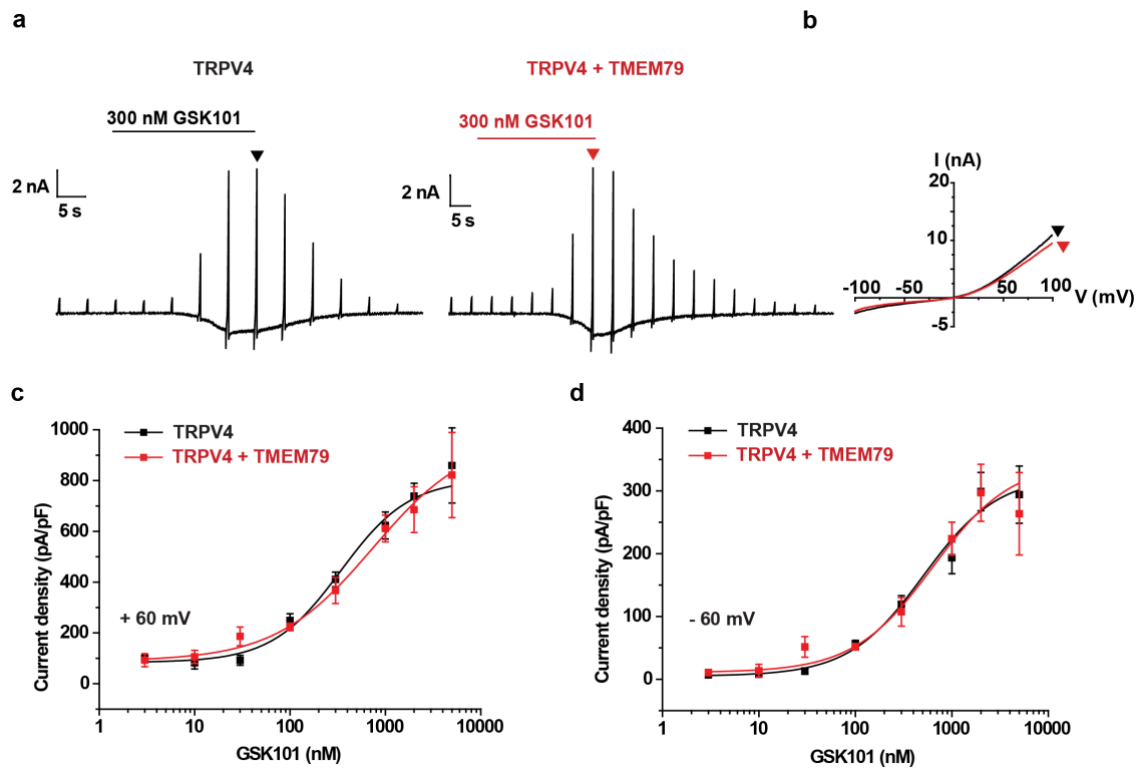 a
TRPV4
300 nM GSK101
2 nA
5 s
TRPV4 + TMEM79
300 nM GSK101
2 nA
5 s
b
I (nA)
20
10
-100
-50
50
100
V (mV)
-5
c
Current density (pA/pF)
1000
800
600
400
200
0
TRPV4
TRPV4 + TMEM79
+ 60 mV
1
10
100
1000
10000
GSK101 (nM)
d
Current density (pA/pF)
400
300
200
100
0
TRPV4
TRPV4 + TMEM79
- 60 mV
1
10
100
1000
10000
GSK101 (nM)